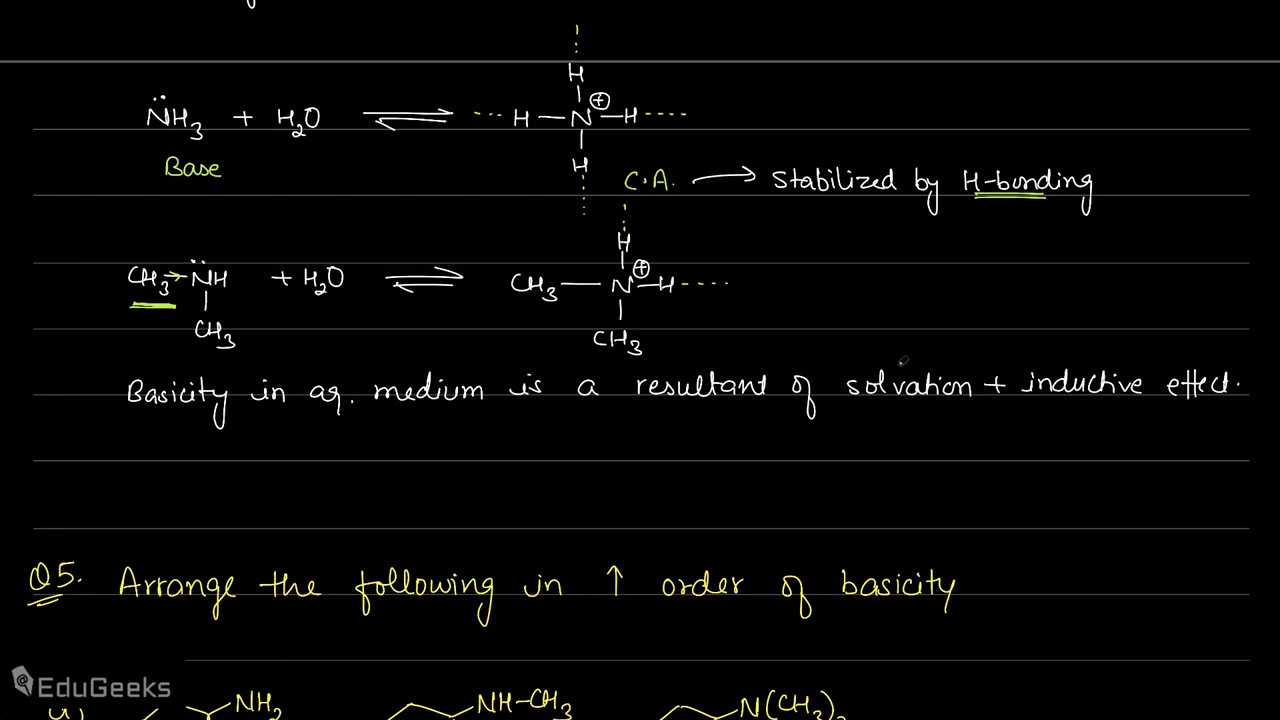 H
N̈H3 + H2O ⇌ H — N⊕ — H
Base
H
C.A. → Stabilized by H-bonding
H
CH3 → N̈H + H2O ⇌ CH3 — N⊕ — H
CH3
CH3
Basicity in aq. medium is a resultant of solvation + inductive effect.
Q5. Arrange the following in ↑ order of basicity
EduGeeks
NH2 NH-CH3 N(CH3)2